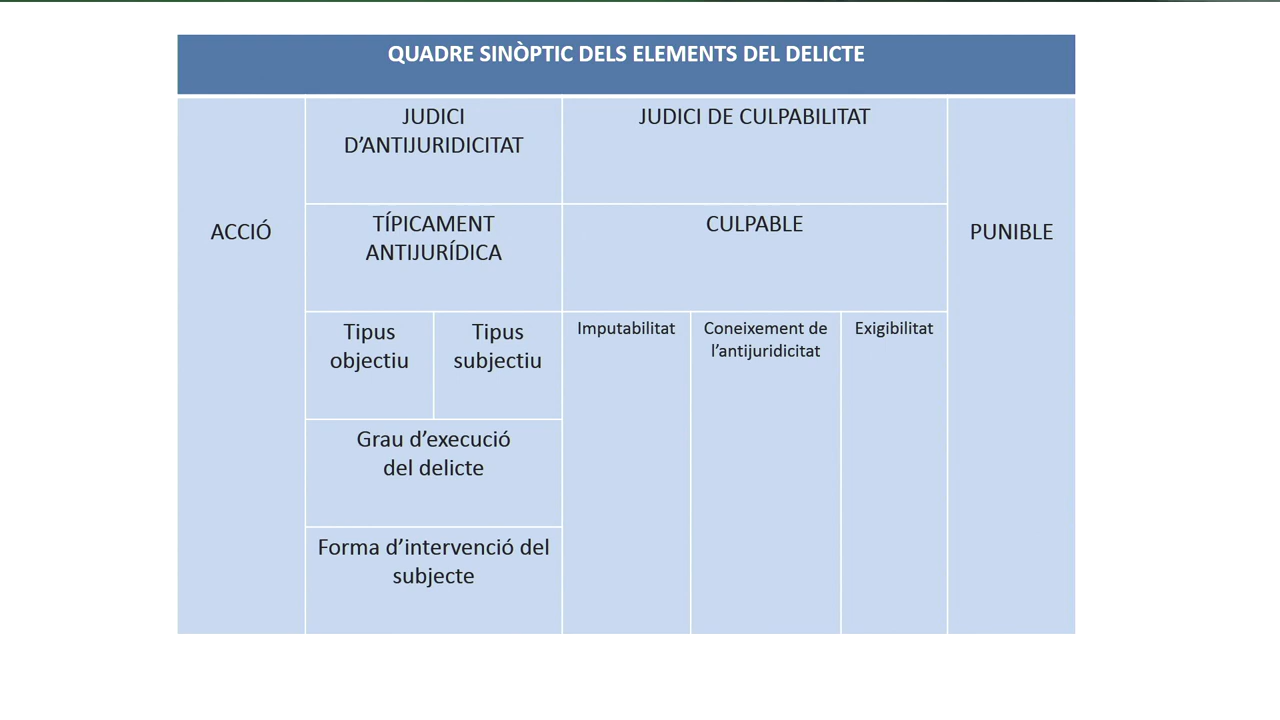 QUADRE SINÒPTIC DELS ELEMENTS DEL DELICTE
ACCIÓ
JUDICI
D’ANTIJURIDICITAT
JUDICI DE CULPABILITAT
PUNIBLE
TÍPICAMENT
ANTIJURÍDICA
CULPABLE
Tipus
objectiu
Tipus
subjectiu
Imputabilitat
Coneixement de
l’antijuridicitat
Exigibilitat
Grau d’execució
del delicte
Forma d’intervenció del
subjecte